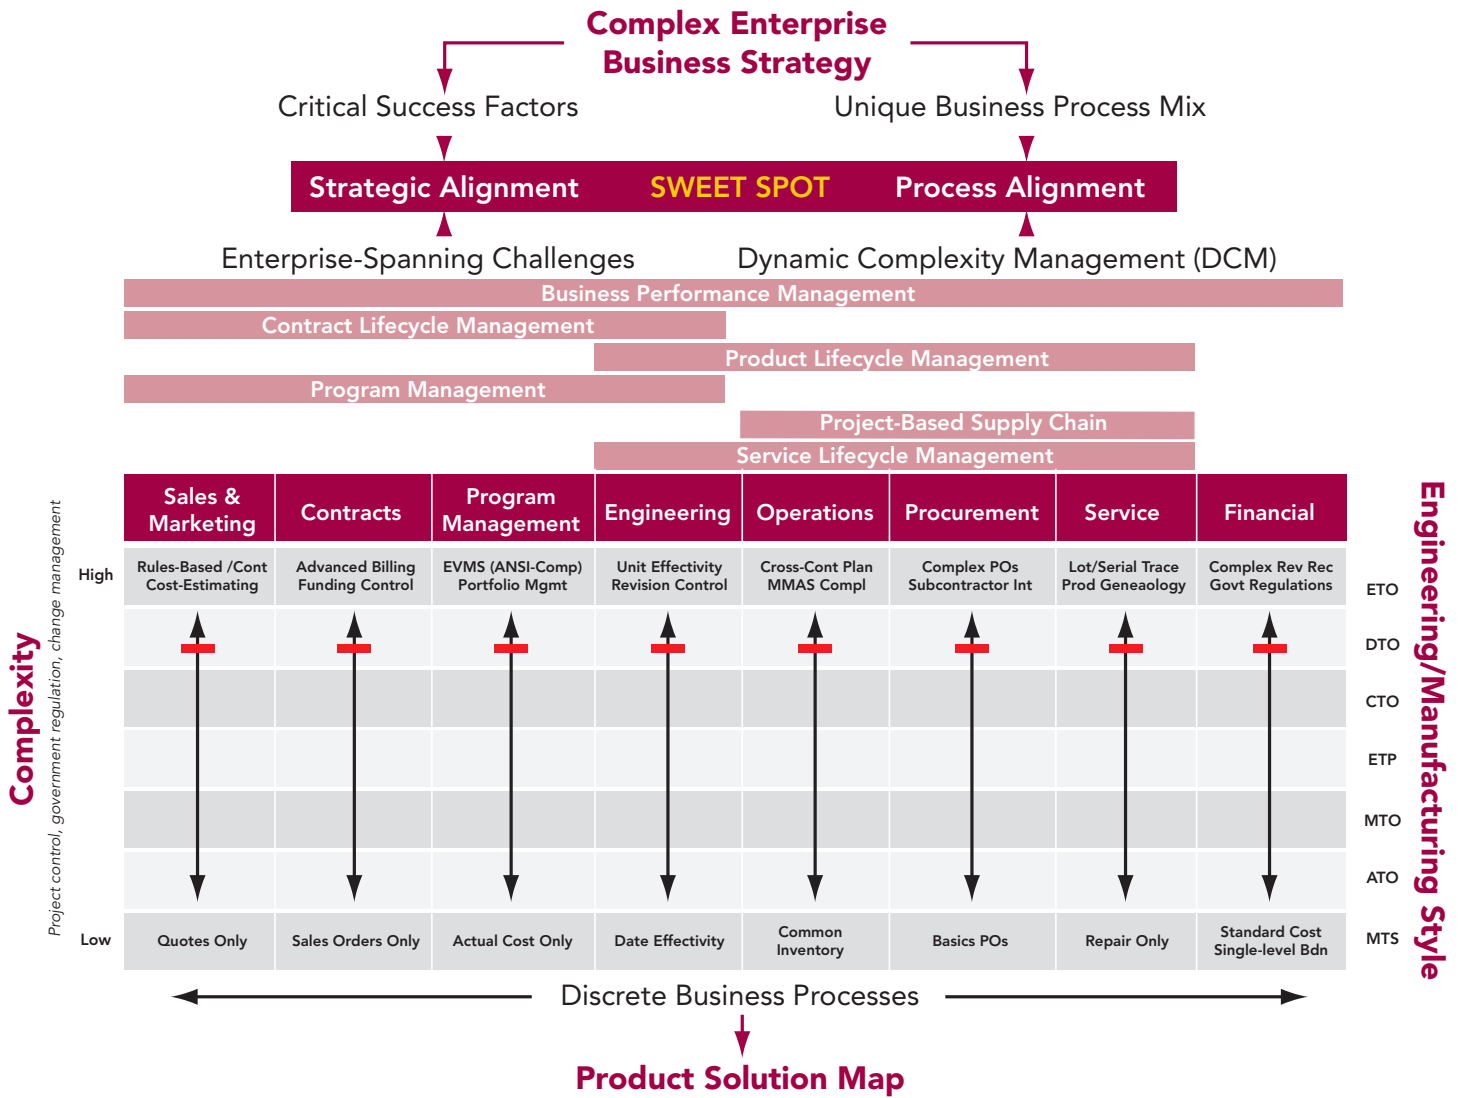 Complex Enterprise
Business Strategy
Critical Success Factors
Unique Business Process Mix
Strategic Alignment
SWEET SPOT
Process Alignment
Enterprise-Spanning Challenges
Dynamic Complexity Management (DCM)
Business Performance Management
Contract Lifecycle Management
Product Lifecycle Management
Program Management
Project-Based Supply Chain
Service Lifecycle Management
Sales &
Marketing
Contracts
Program
Management
Engineering
Operations
Procurement
Service
Financial
Complexity
Project control, government regulation, change management
High
Rules-Based /Cont
Cost-Estimating
Advanced Billing
Funding Control
EVMS (ANSI-Comp)
Portfolio Mgmt
Unit Effectivity
Revision Control
Cross-Cont Plan
MMAS Compl
Complex POs
Subcontractor Int
Lot/Serial Trace
Prod Geneaology
Complex Rev Rec
Govt Regulations
ETO
DTO
CTO
ETP
MTO
ATO
Low
Quotes Only
Sales Orders Only
Actual Cost Only
Date Effectivity
Common
Inventory
Basics POs
Repair Only
Standard Cost
Single-level Bdn
MTS
Engineering/Manufacturing Style
Discrete Business Processes
Product Solution Map